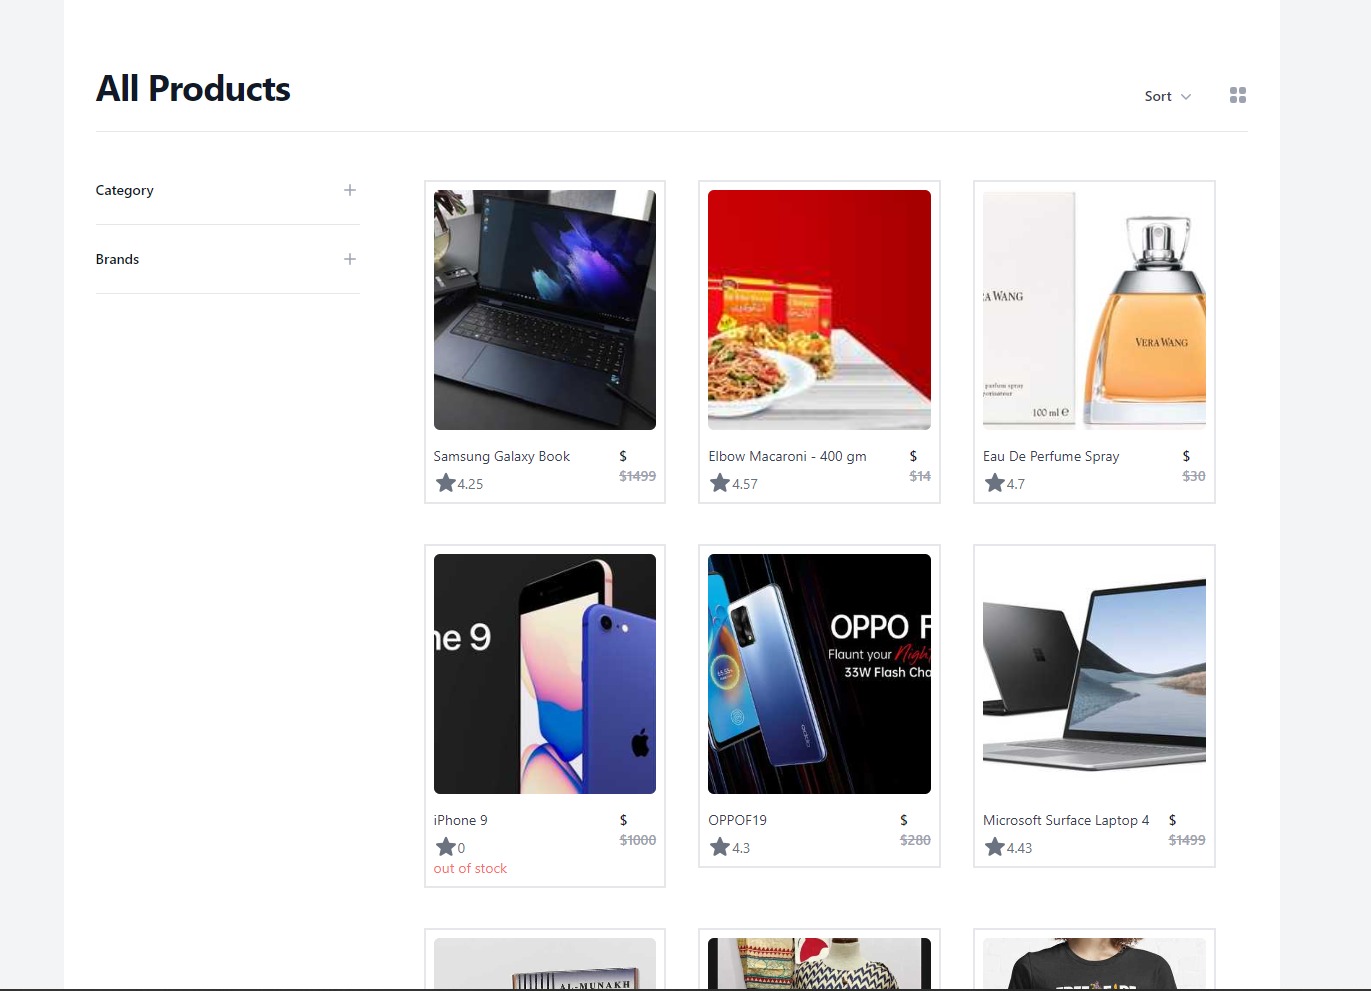 All Products
Sort
Category
Brands
Samsung Galaxy Book
$
$1499
4.25
Elbow Macaroni - 400 gm
$
$14
4.57
VERA WANG
100 ml e
Eau De Perfume Spray
$
$30
4.7
ne 9
iPhone 9
$
$1000
0
out of stock
OPPO F
Flaunt your Night
33W Flash Cha
oppo
OPPOF19
$
$280
4.3
Microsoft Surface Laptop 4
$
$1499
4.43
AL-MUNAKH
FREE FIRE